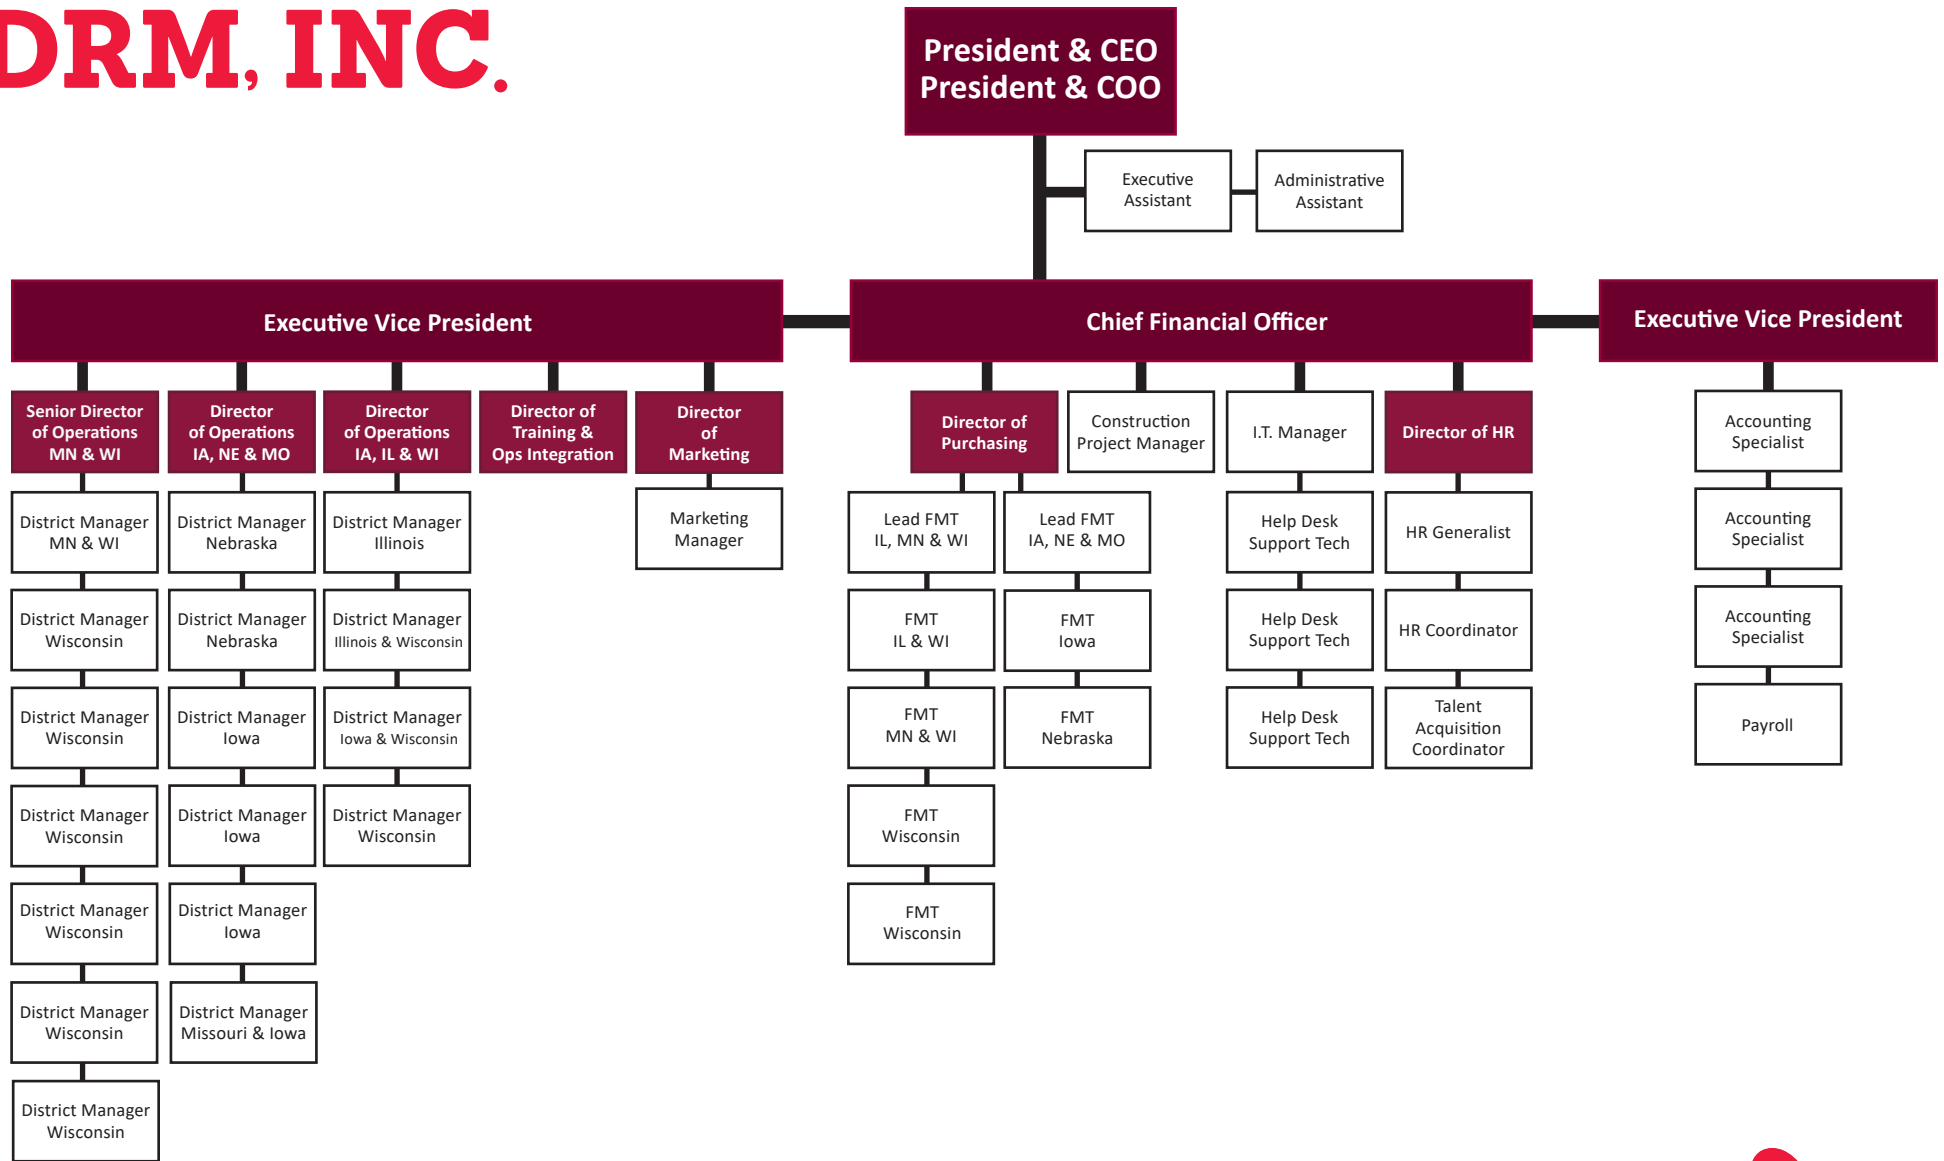 DRM, INC.
President & CEO
President & COO
Executive
Assistant
Administrative
Assistant
Executive Vice President
Chief Financial Officer
Executive Vice President
Senior Director
of Operations
MN & WI
District Manager
MN & WI
District Manager
Wisconsin
District Manager
Wisconsin
District Manager
Wisconsin
District Manager
Wisconsin
District Manager
Wisconsin
District Manager
Wisconsin
Director
of Operations
IA, NE & MO
District Manager
Nebraska
District Manager
Nebraska
District Manager
Iowa
District Manager
Iowa
District Manager
Iowa
District Manager
Missouri & Iowa
Director
of Operations
IA, IL & WI
District Manager
Illinois
District Manager
Illinois & Wisconsin
District Manager
Iowa & Wisconsin
District Manager
Wisconsin
Director of
Training &
Ops Integration
Director
of
Marketing
Marketing
Manager
Director of
Purchasing
Lead FMT
IL, MN & WI
FMT
IL & WI
FMT
MN & WI
FMT
Wisconsin
FMT
Wisconsin
Lead FMT
IA, NE & MO
FMT
Iowa
FMT
Nebraska
Construction
Project Manager
I.T. Manager
Help Desk
Support Tech
Help Desk
Support Tech
Help Desk
Support Tech
Director of HR
HR Generalist
HR Coordinator
Talent
Acquisition
Coordinator
Accounting
Specialist
Accounting
Specialist
Accounting
Specialist
Payroll